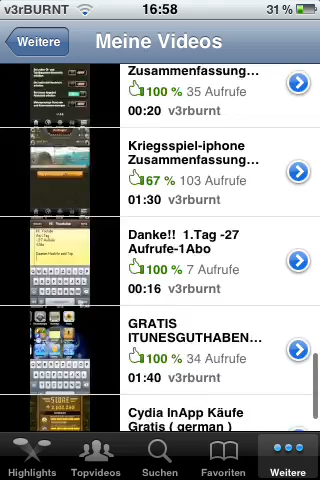 v3rBURNT 16:58 31 %
Weitere Meine Videos
Zusammenfassung...
100 % 35 Aufrufe
00:20 v3rburnt
Kriegsspiel-iphone
Zusammenfassung...
67 % 103 Aufrufe
01:30 v3rburnt
Danke!! 1.Tag -27
Aufrufe-1Abo
100 % 7 Aufrufe
00:16 v3rburnt
GRATIS
ITUNESGUTHABEN...
100 % 34 Aufrufe
01:40 v3rburnt
SCORE
Cydia InApp Käufe
Gratis ( german )
Highlights Topvideos Suchen Favoriten Weitere